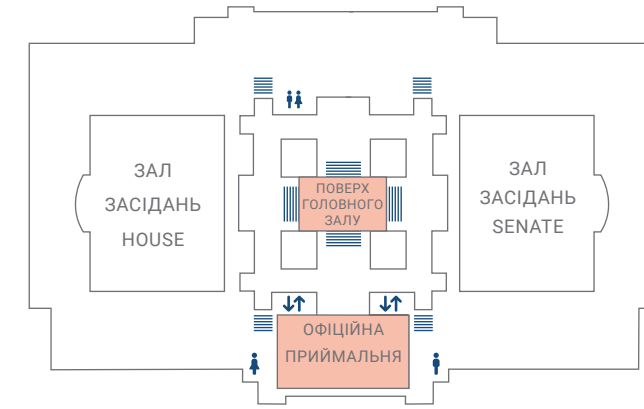 ЗАЛ
ЗАСІДАНЬ
HOUSE
ПОВЕРХ
ГОЛОВНОГО
ЗАЛУ
ЗАЛ
ЗАСІДАНЬ
SENATE
ОФІЦІЙНА
ПРИЙМАЛЬНЯ